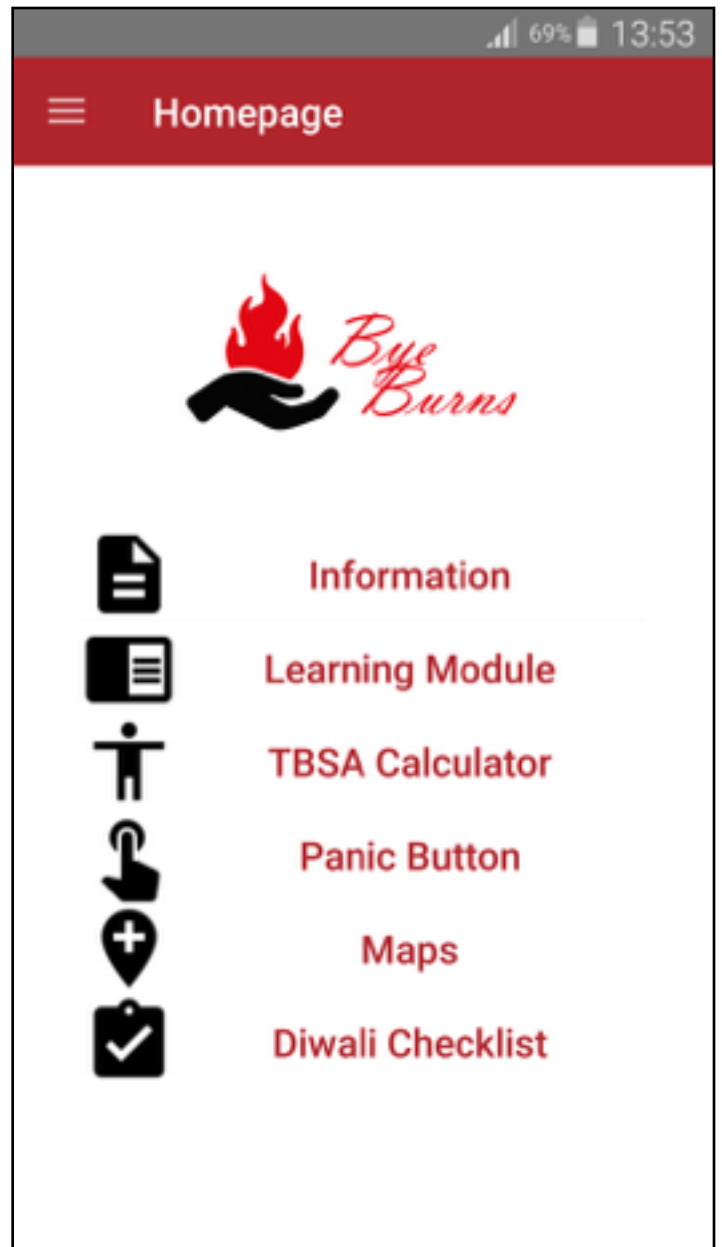 69% 13:53
Homepage
Bye
Burns
Information
Learning Module
TBSA Calculator
Panic Button
Maps
Diwali Checklist